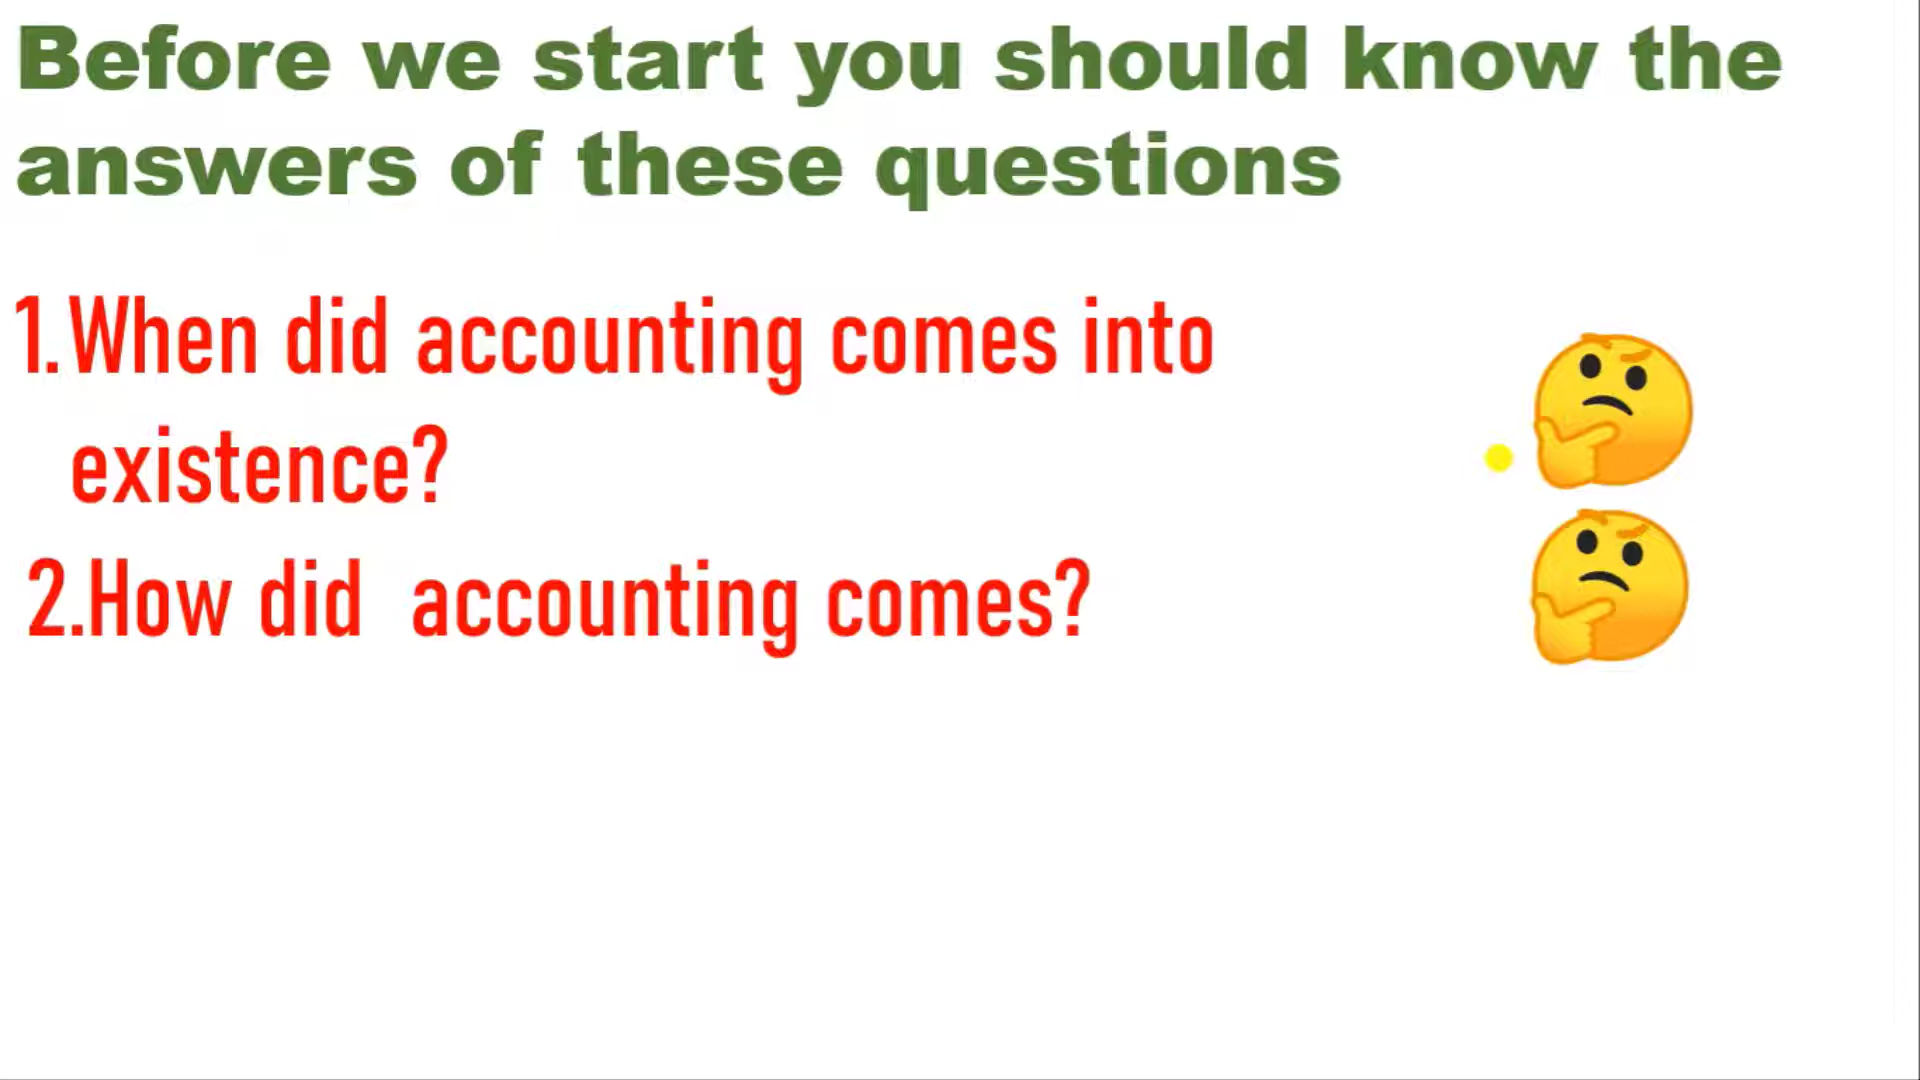 Before we start you should know the
answers of these questions
1.When did accounting comes into
existence?
2.How did accounting comes?